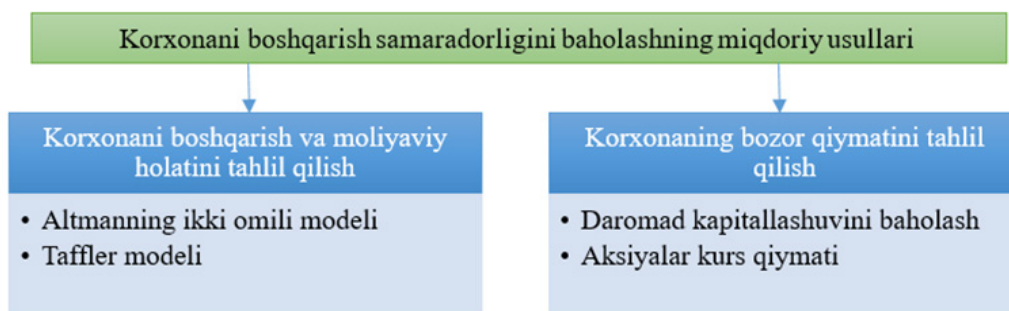 Korxonani boshqarish samaradorligini baholashning miqdoriy usullari
Korxonani boshqarish va moliyaviy
holatini tahlil qilish
• Altmanning ikki omili modeli
• Taffler modeli
Korxonaning bozor qiymatini tahlil
qilish
• Daromad kapitallashuvini baholash
• Aksiyalar kurs qiymati